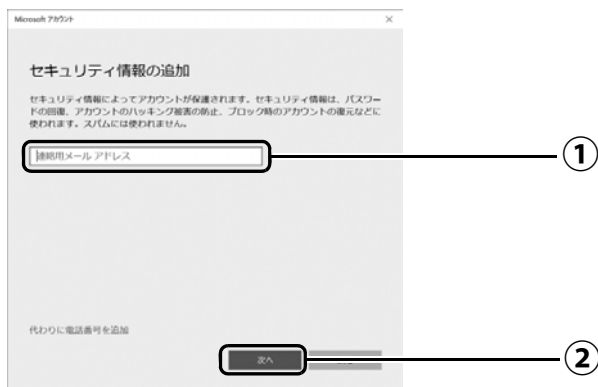 Microsoft アカウント
セキュリティ情報の追加
セキュリティ情報によってアカウントが保護されます。セキュリティ情報は、パスワー
ドの回復、アカウントのハッキング被害の防止、ブロック時のアカウントの復元などに
使われます。スパムには使われません。
連絡用メール アドレス
①
代わりに電話番号を追加
次へ
②